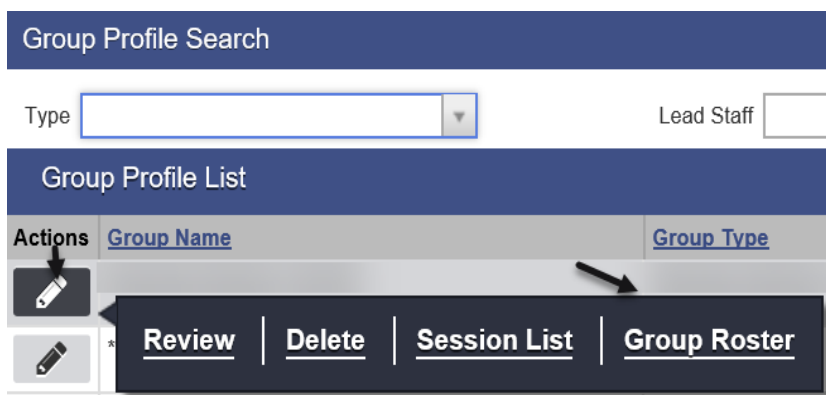 Group Profile Search
Type Lead Staff
Group Profile List
Actions Group Name Group Type
*
Review Delete Session List Group Roster